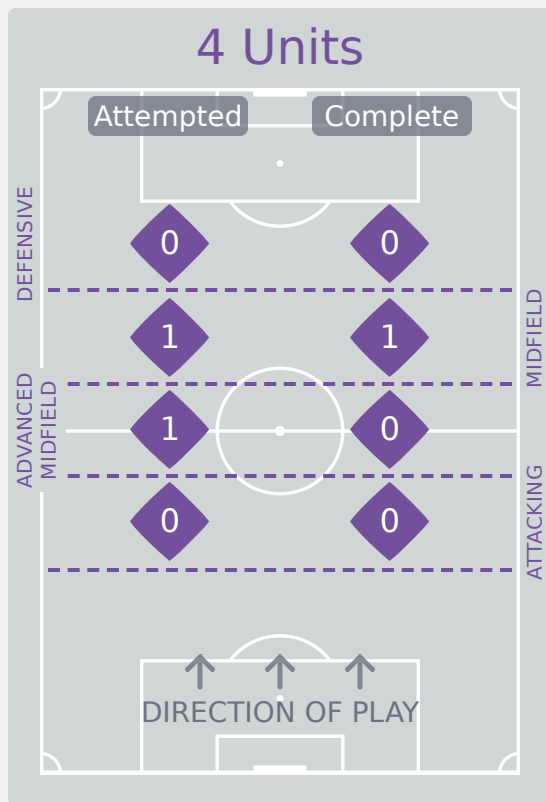 4 Units
Attempted
Complete
DEFENSIVE
0
0
MIDFIELD
1
1
ADVANCED
MIDFIELD
1
0
ATTACKING
0
0
DIRECTION OF PLAY